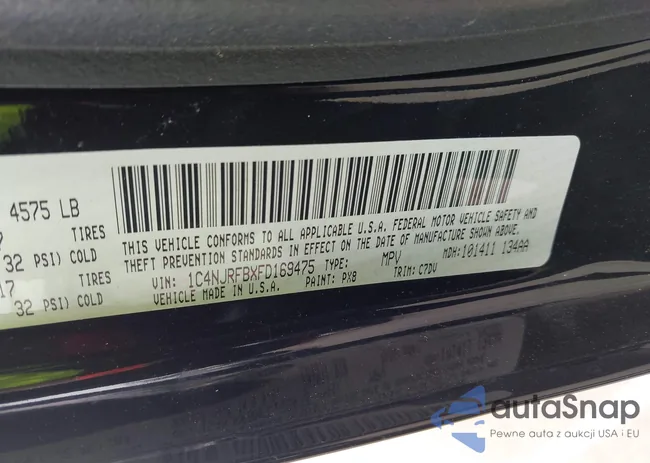 4575 LB
TIRES
32 PSI) COLD
17 TIRES
32 PSI) COLD
THIS VEHICLE CONFORMS TO ALL APPLICABLE U.S.A. FEDERAL MOTOR VEHICLE SAFETY AND
THEFT PREVENTION STANDARDS IN EFFECT ON THE DATE OF MANUFACTURE SHOWN ABOVE.
VIN: 1C4NJRFBXFD169475 TYPE: MPV MDH: 101411 134AA
VEHICLE MADE IN U.S.A. PAINT: PX8 TRIM: C7DV
autaSnap
Pewne auta z aukcji USA i EU